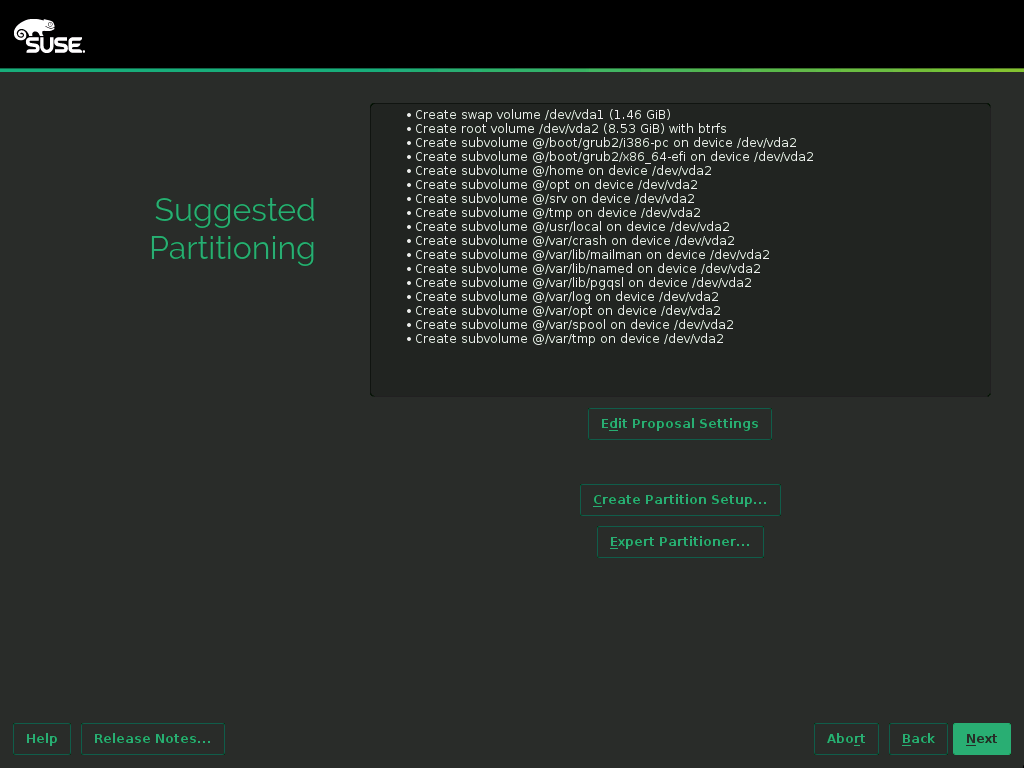 SUSE.
Suggested
Partitioning
• Create swap volume /dev/vda1 (1.46 GiB)
• Create root volume /dev/vda2 (8.53 GiB) with btrfs
• Create subvolume @/boot/grub2/i386-pc on device /dev/vda2
• Create subvolume @/boot/grub2/x86_64-efi on device /dev/vda2
• Create subvolume @/home on device /dev/vda2
• Create subvolume @/opt on device /dev/vda2
• Create subvolume @/srv on device /dev/vda2
• Create subvolume @/tmp on device /dev/vda2
• Create subvolume @/usr/local on device /dev/vda2
• Create subvolume @/var/crash on device /dev/vda2
• Create subvolume @/var/lib/mailman on device /dev/vda2
• Create subvolume @/var/lib/named on device /dev/vda2
• Create subvolume @/var/lib/pgqsl on device /dev/vda2
• Create subvolume @/var/log on device /dev/vda2
• Create subvolume @/var/opt on device /dev/vda2
• Create subvolume @/var/spool on device /dev/vda2
• Create subvolume @/var/tmp on device /dev/vda2
Edit Proposal Settings
Create Partition Setup...
Expert Partitioner...
Help Release Notes... Abort Back Next